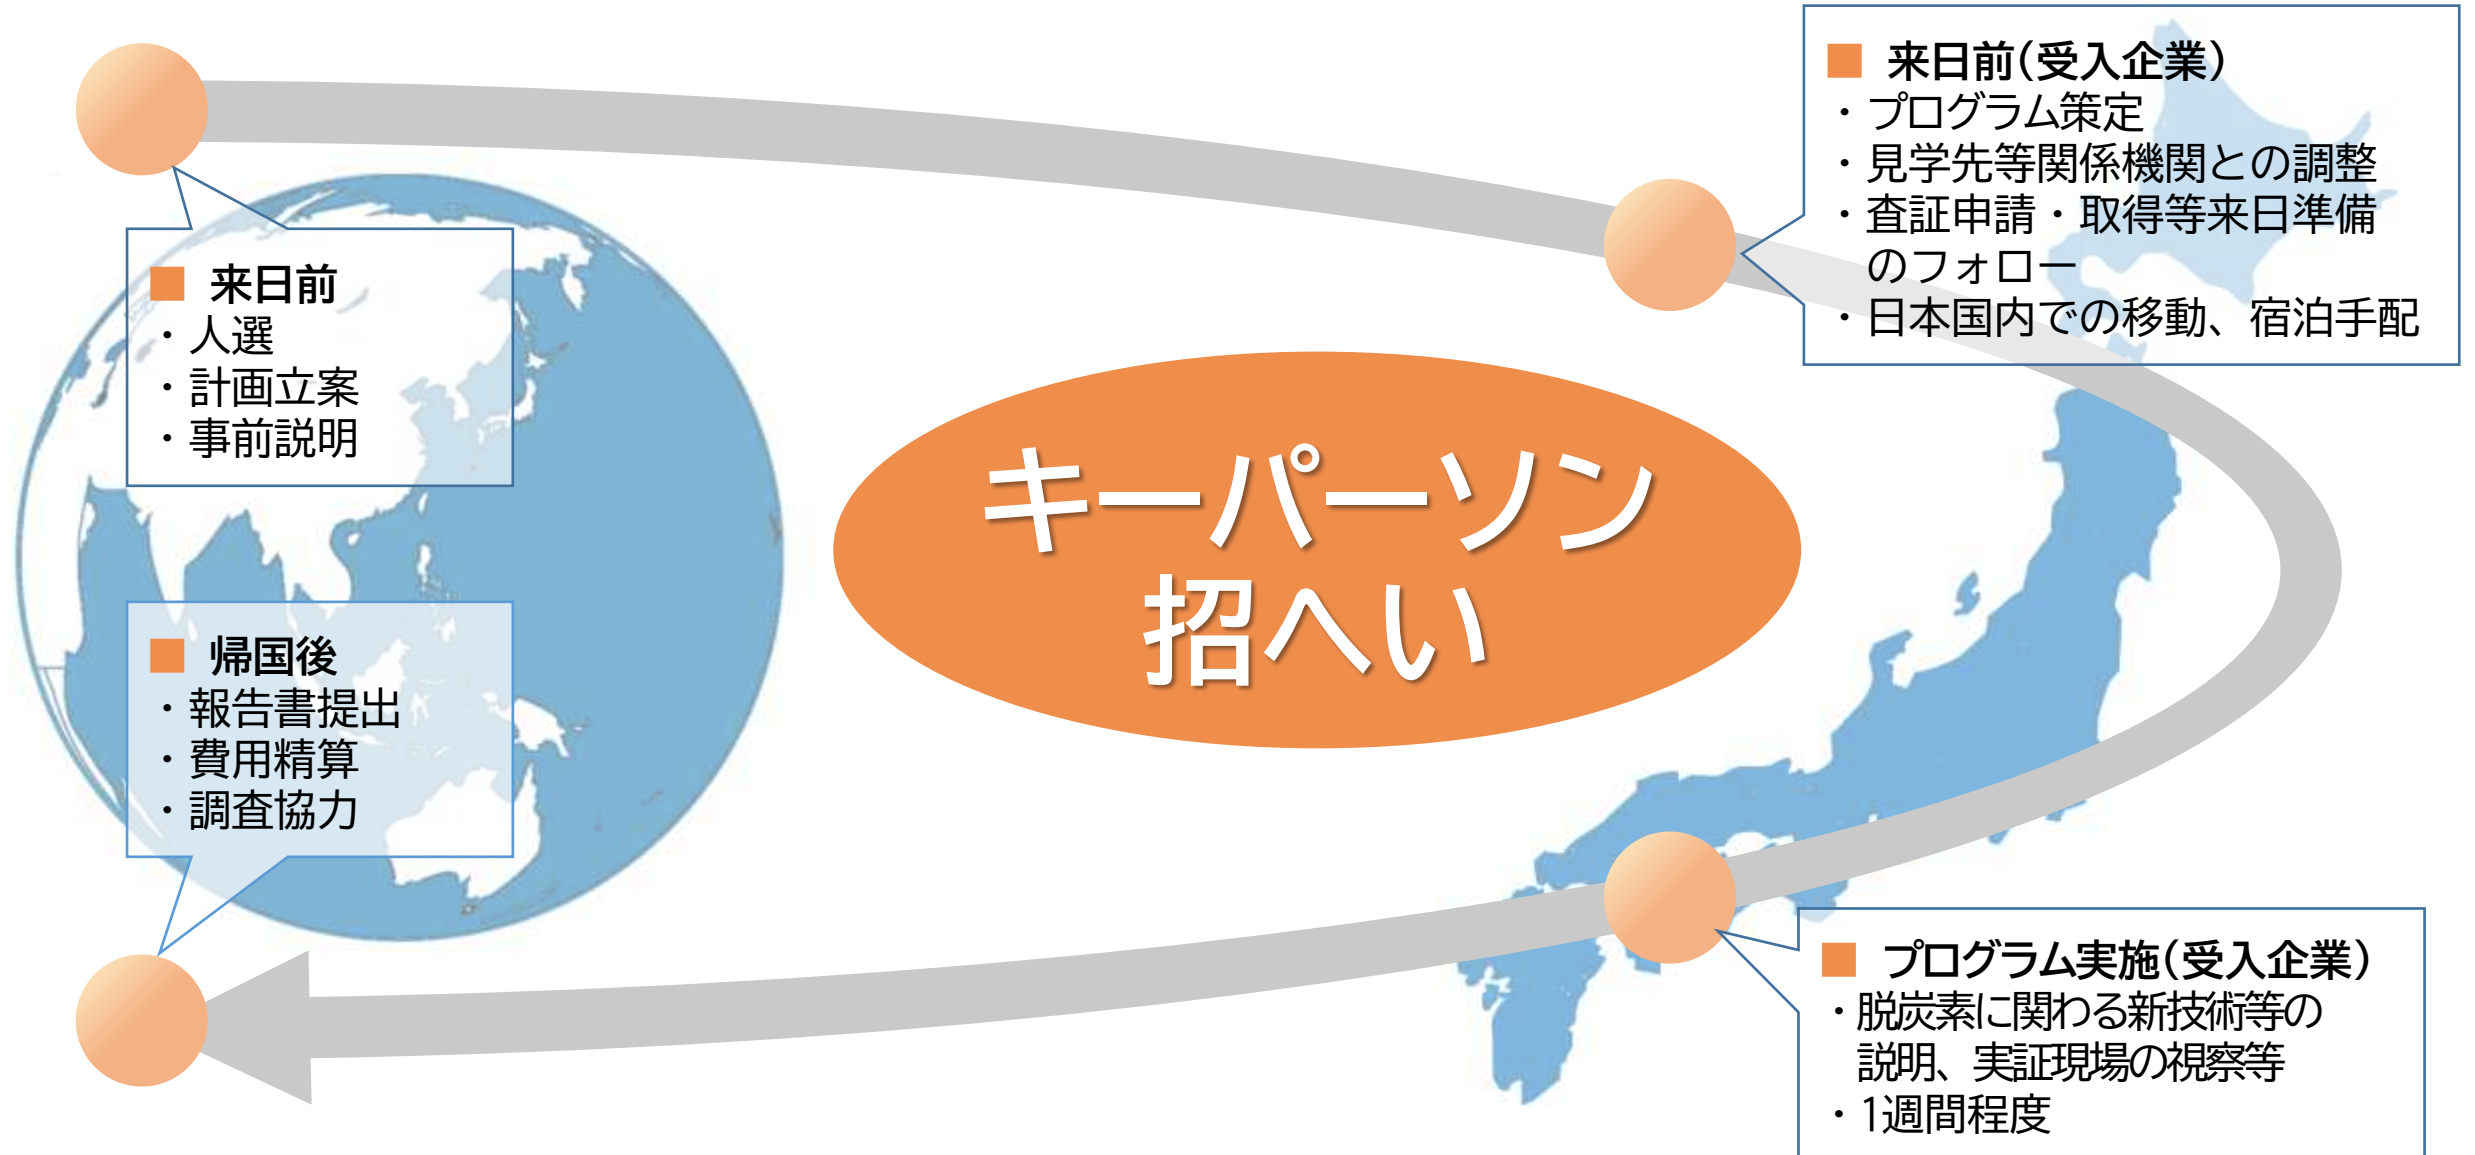 ■ 来日前
・人選
・計画立案
・事前説明
■ 来日前(受入企業)
・プログラム策定
・見学先等関係機関との調整
・査証申請・取得等来日準備
のフォロー
・日本国内での移動、宿泊手配
キーパーソン
招へい
■ プログラム実施(受入企業)
・脱炭素に関わる新技術等の
説明、実証現場の視察等
・1週間程度
■ 帰国後
・報告書提出
・費用精算
・調査協力